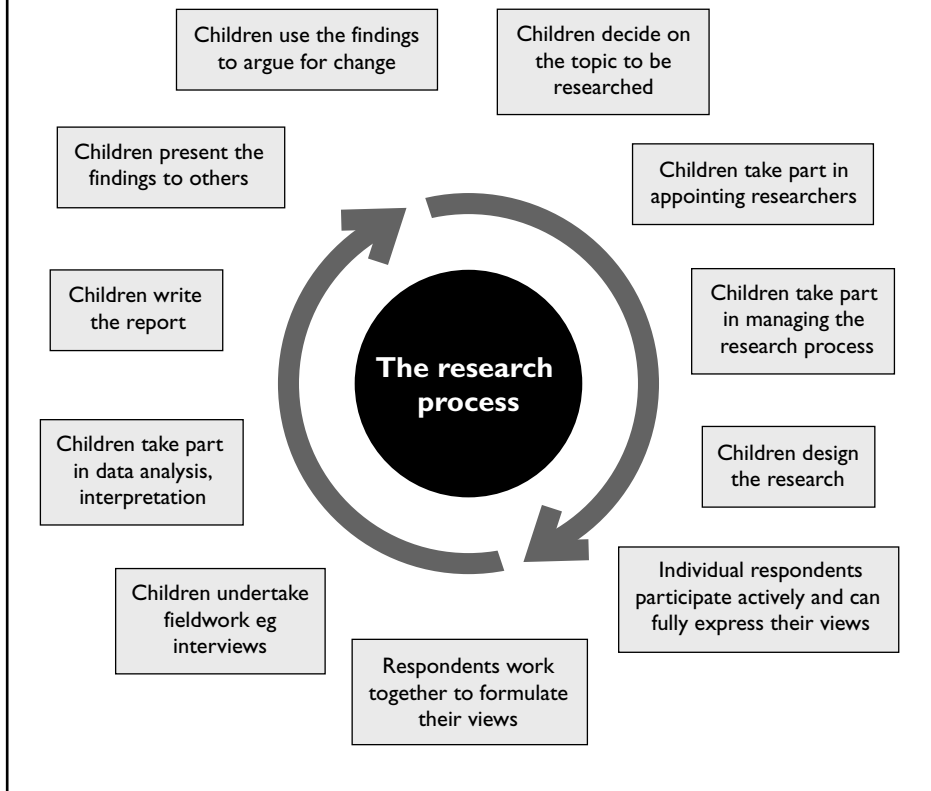 Children use the findings
to argue for change
Children decide on
the topic to be
researched
Children present the
findings to others
Children take part in
appointing researchers
Children write
the report
Children take part
in managing the
research process
The research
process
Children take part
in data analysis,
interpretation
Children design
the research
Children undertake
fieldwork eg
interviews
Individual respondents
participate actively and can
fully express their views
Respondents work
together to formulate
their views